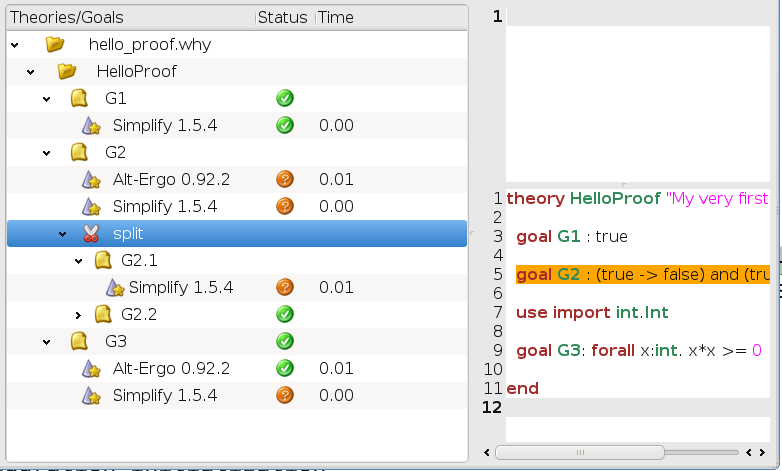 Theories/Goals Status Time
hello_proof.why
HelloProof
G1
Simplify 1.5.4 0.00
G2
Alt-Ergo 0.92.2 0.01
Simplify 1.5.4 0.00
split
G2.1
Simplify 1.5.4 0.01
G2.2
G3
Alt-Ergo 0.92.2 0.01
Simplify 1.5.4 0.00
1
1 theory HelloProof "My very first
2
3 goal G1 : true
4
5 goal G2 : (true -> false) and (tru
6
7 use import int.Int
8
9 goal G3: forall x:int. x*x >= 0
10
11 end
12